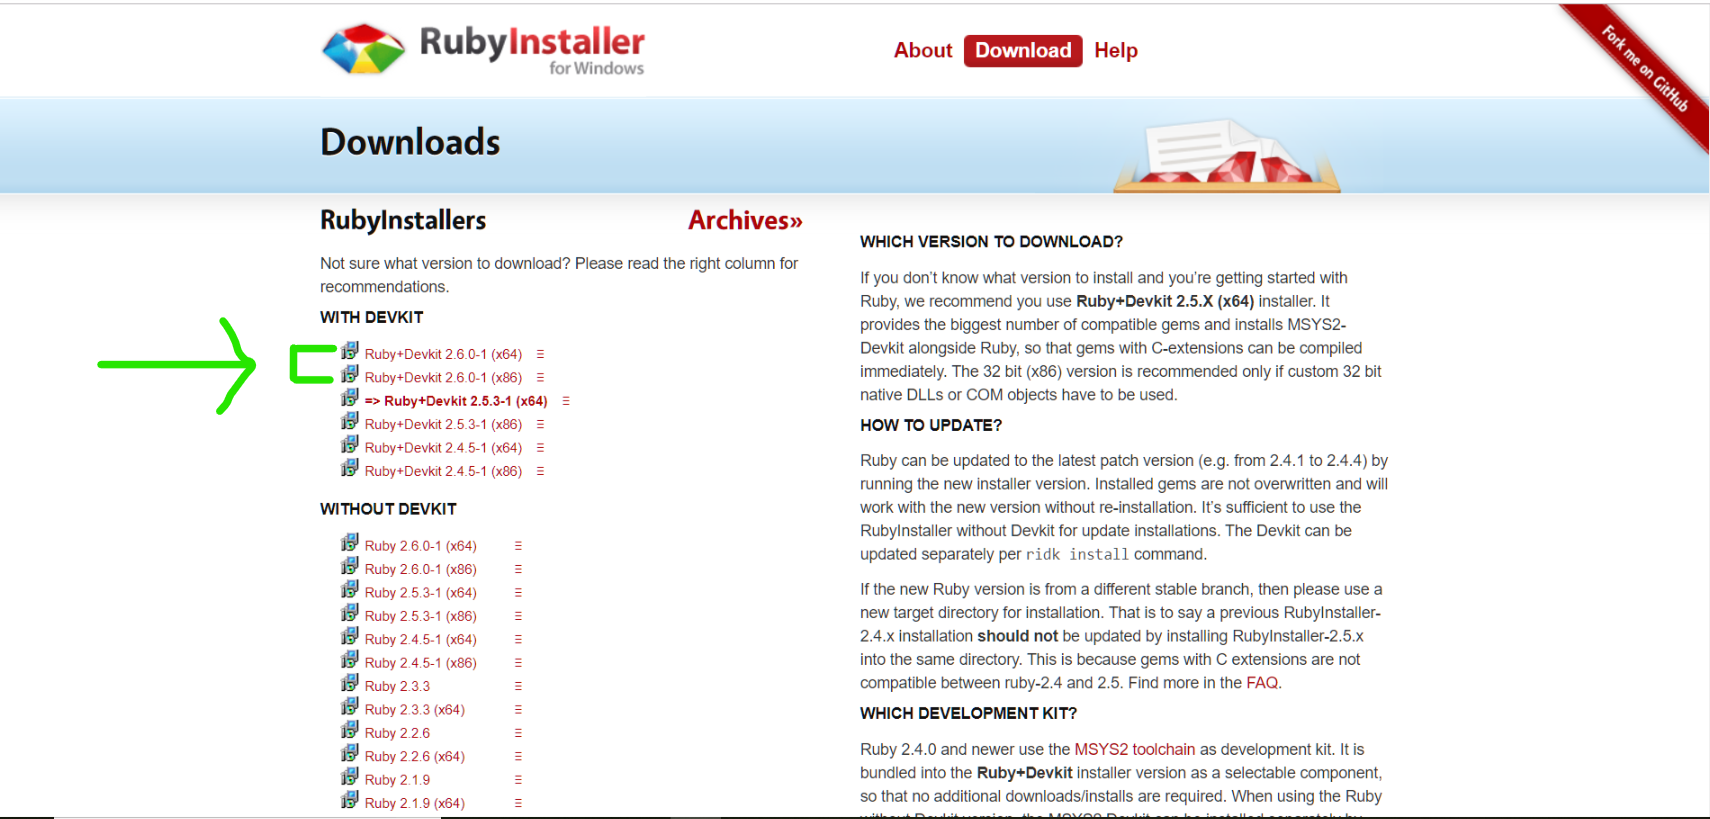 RubyInstaller
for Windows
About Download Help
Fork me on GitHub
Downloads
RubyInstallers
Archives»
Not sure what version to download? Please read the right column for
recommendations.
WITH DEVKIT
Ruby+Devkit 2.6.0-1 (x64)
Ruby+Devkit 2.6.0-1 (x86)
=> Ruby+Devkit 2.5.3-1 (x64)
Ruby+Devkit 2.5.3-1 (x86)
Ruby+Devkit 2.4.5-1 (x64)
Ruby+Devkit 2.4.5-1 (x86)
WITHOUT DEVKIT
Ruby 2.6.0-1 (x64)
Ruby 2.6.0-1 (x86)
Ruby 2.5.3-1 (x64)
Ruby 2.5.3-1 (x86)
Ruby 2.4.5-1 (x64)
Ruby 2.4.5-1 (x86)
Ruby 2.3.3
Ruby 2.3.3 (x64)
Ruby 2.2.6
Ruby 2.2.6 (x64)
Ruby 2.1.9
Ruby 2.1.9 (x64)
WHICH VERSION TO DOWNLOAD?
If you don’t know what version to install and you’re getting started with
Ruby, we recommend you use Ruby+Devkit 2.5.X (x64) installer. It
provides the biggest number of compatible gems and installs MSYS2-
Devkit alongside Ruby, so that gems with C-extensions can be compiled
immediately. The 32 bit (x86) version is recommended only if custom 32 bit
native DLLs or COM objects have to be used.
HOW TO UPDATE?
Ruby can be updated to the latest patch version (e.g. from 2.4.1 to 2.4.4) by
running the new installer version. Installed gems are not overwritten and will
work with the new version without re-installation. It’s sufficient to use the
RubyInstaller without Devkit for update installations. The Devkit can be
updated separately per ridk install command.
If the new Ruby version is from a different stable branch, then please use a
new target directory for installation. That is to say a previous RubyInstaller-
2.4.x installation should not be updated by installing RubyInstaller-2.5.x
into the same directory. This is because gems with C extensions are not
compatible between ruby-2.4 and 2.5. Find more in the FAQ.
WHICH DEVELOPMENT KIT?
Ruby 2.4.0 and newer use the MSYS2 toolchain as development kit. It is
bundled into the Ruby+Devkit installer version as a selectable component,
so that no additional downloads/installs are required. When using the Ruby